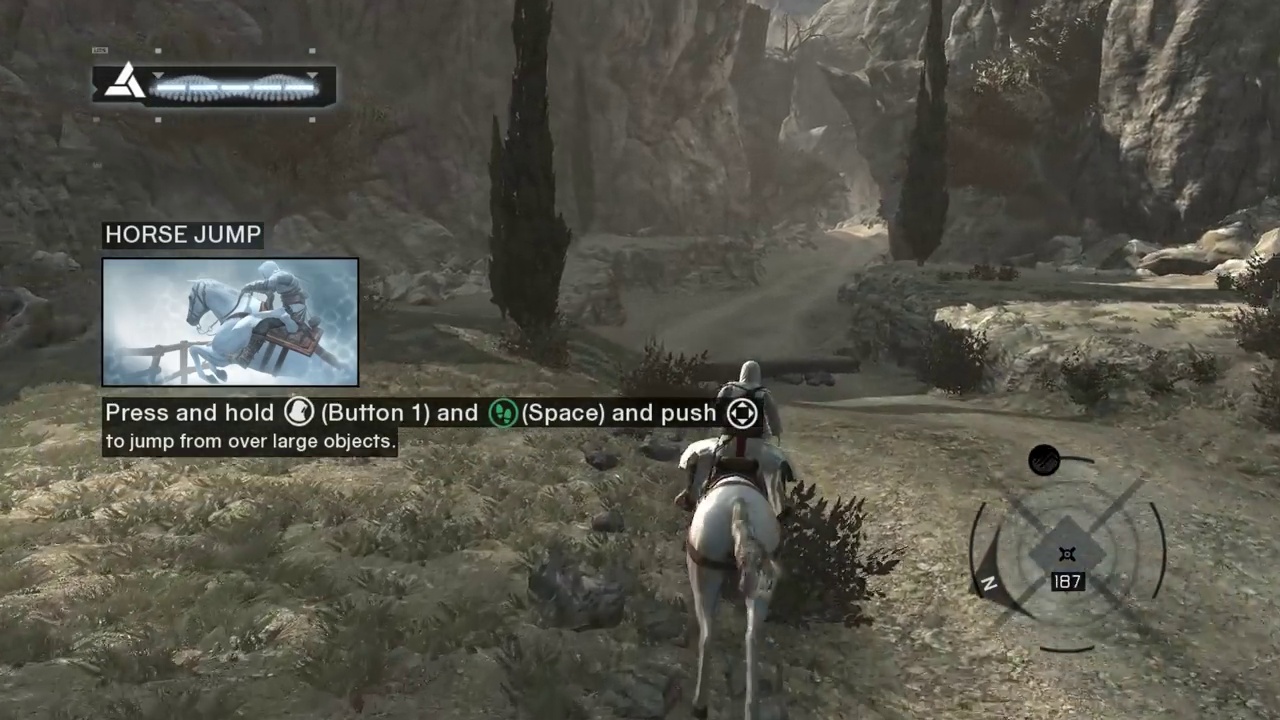 HORSE JUMP
Press and hold (Button 1) and (Space) and push
to jump from over large objects.
N
187